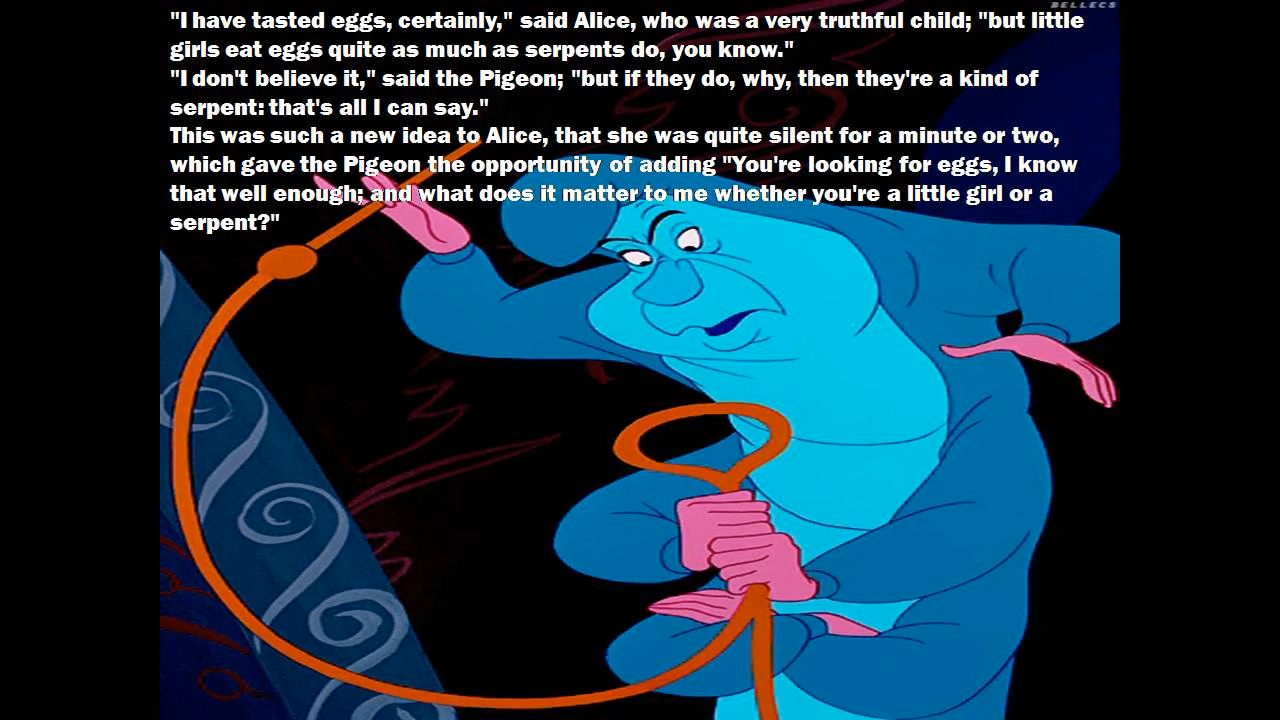 BELLECS
"I have tasted eggs, certainly," said Alice, who was a very truthful child; "but little
girls eat eggs quite as much as serpents do, you know."
"I don't believe it," said the Pigeon; "but if they do, why, then they're a kind of
serpent: that's all I can say."
This was such a new idea to Alice, that she was quite silent for a minute or two,
which gave the Pigeon the opportunity of adding "You're looking for eggs, I know
that well enough; and what does it matter to me whether you're a little girl or a
serpent?"